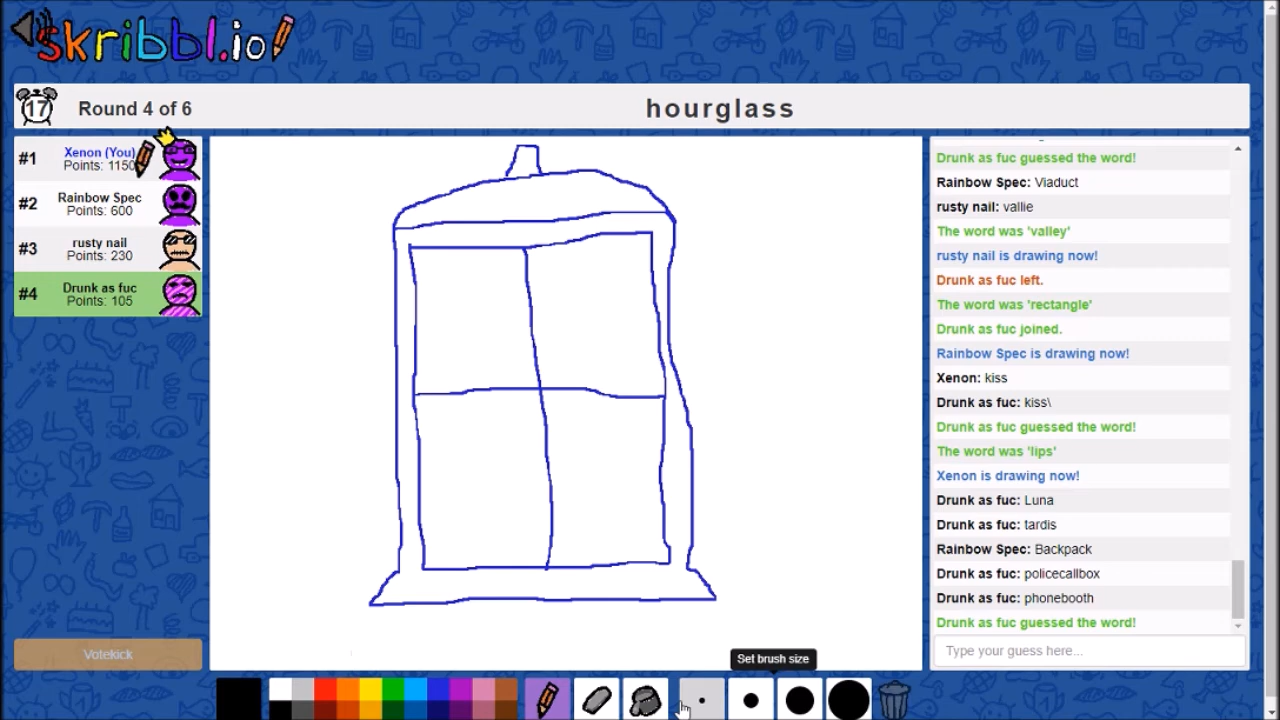 skribbl.io
17
Round 4 of 6
hourglass
#1
Xenon (You)
Points: 1150
#2
Rainbow Spec
Points: 600
#3
rusty nail
Points: 230
#4
Drunk as fuc
Points: 105
Votekick
Drunk as fuc guessed the word!
Rainbow Spec: Viaduct
rusty nail: vallie
The word was 'valley'
rusty nail is drawing now!
Drunk as fuc left.
The word was 'rectangle'
Drunk as fuc joined.
Rainbow Spec is drawing now!
Xenon: kiss
Drunk as fuc: kiss\
Drunk as fuc guessed the word!
The word was 'lips'
Xenon is drawing now!
Drunk as fuc: Luna
Drunk as fuc: tardis
Rainbow Spec: Backpack
Drunk as fuc: policecallbox
Drunk as fuc: phonebooth
Drunk as fuc guessed the word!
Type your guess here...
Set brush size